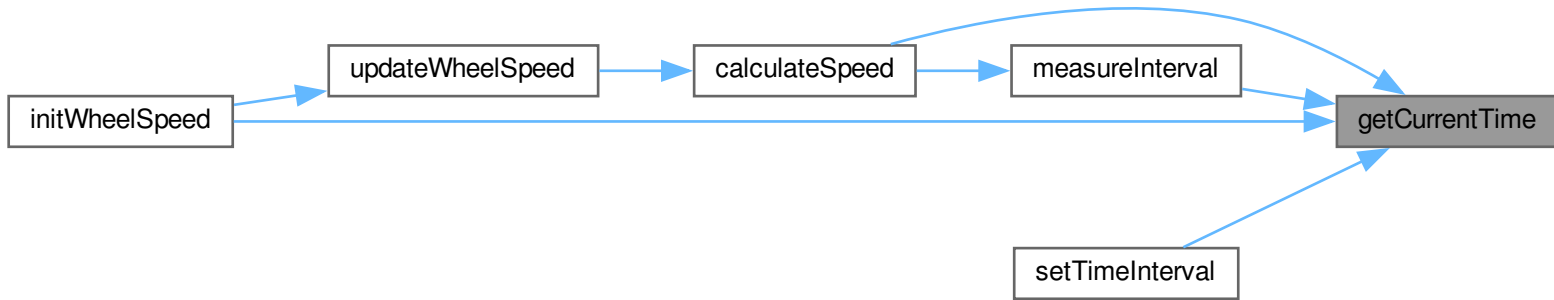 updateWheelSpeed
calculateSpeed
measureInterval
initWheelSpeed
getCurrentTime
setTimeInterval